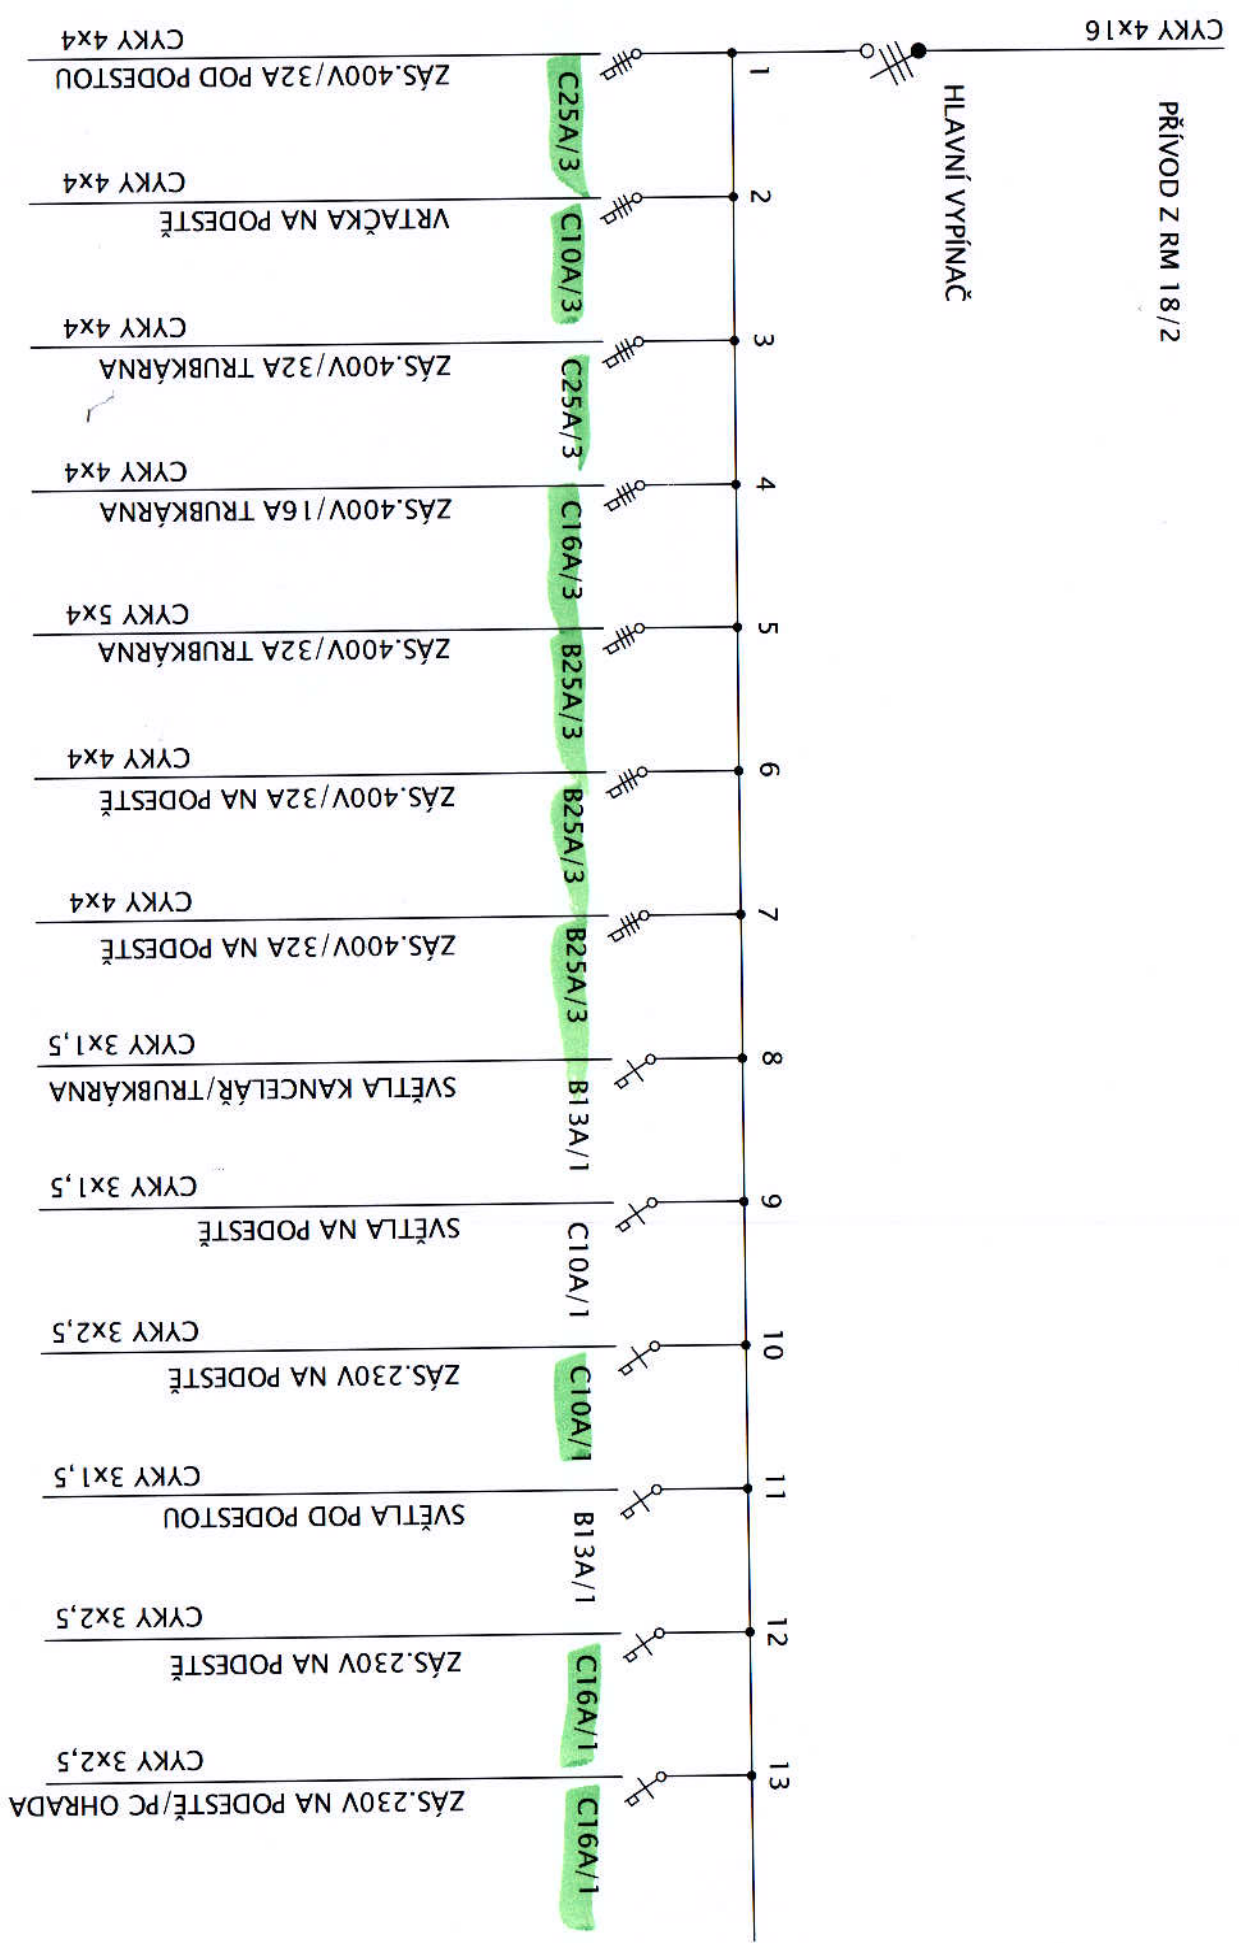 CYKY 4x16
PŘÍVOD Z RM 18/2
HLAVNÍ VYPÍNAČ
1
C25A/3
CYKY 4x4
ZÁS.400V/32A POD PODESTOU
2
C10A/3
CYKY 4x4
VRTAČKA NA PODESTĚ
3
C25A/3
CYKY 4x4
ZÁS.400V/32A TRUBKÁRNA
4
C16A/3
CYKY 4x4
ZÁS.400V/16A TRUBKÁRNA
5
B25A/3
CYKY 5x4
ZÁS.400V/32A TRUBKÁRNA
6
B25A/3
CYKY 4x4
ZÁS.400V/32A NA PODESTĚ
7
B25A/3
CYKY 4x4
ZÁS.400V/32A NA PODESTĚ
8
B13A/1
CYKY 3x1,5
SVĚTLA KANCELÁŘ/TRUBKÁRNA
9
C10A/1
CYKY 3x1,5
SVĚTLA NA PODESTĚ
10
C10A/1
CYKY 3x2,5
ZÁS.230V NA PODESTĚ
11
B13A/1
CYKY 3x1,5
SVĚTLA POD PODESTOU
12
C16A/1
CYKY 3x2,5
ZÁS.230V NA PODESTĚ
13
C16A/1
CYKY 3x2,5
ZÁS.230V NA PODESTĚ/PC OHRADA